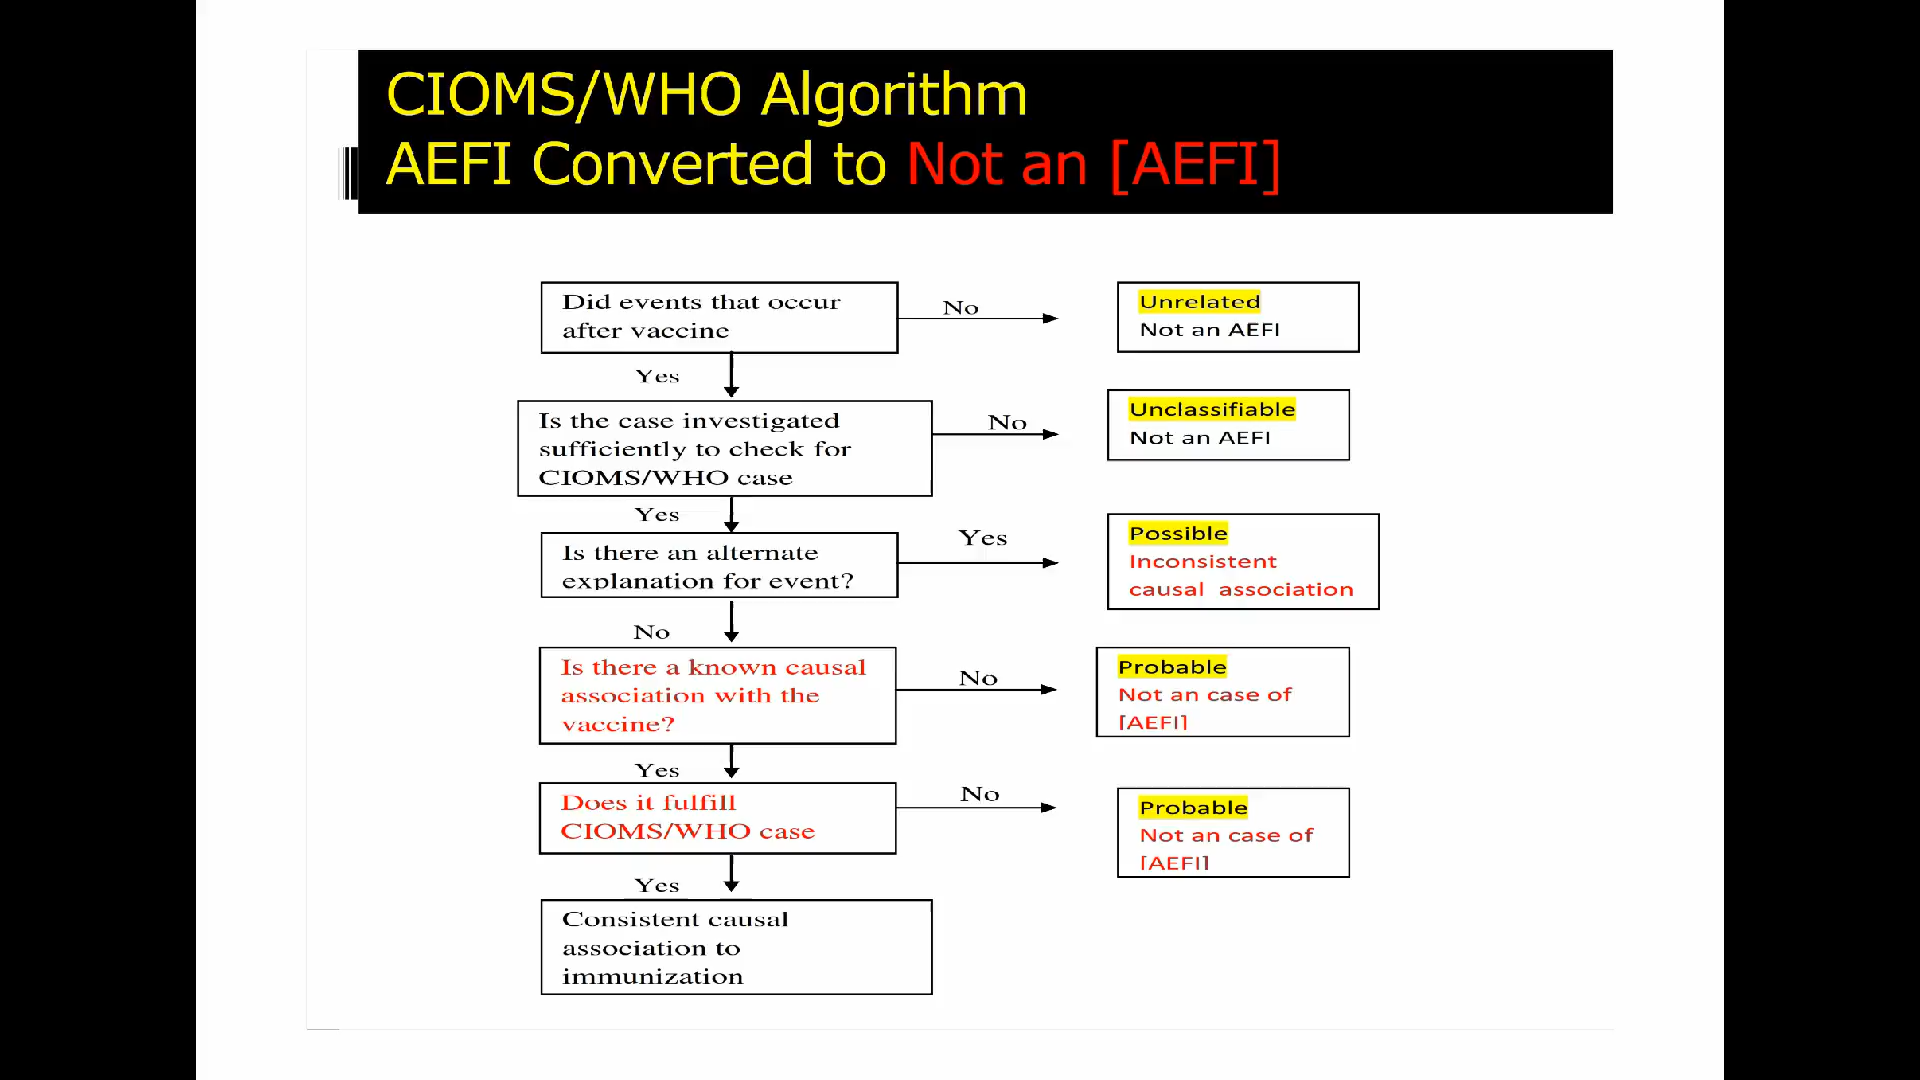 CIOMS/WHO Algorithm
AEFI Converted to Not an [AEFI]
Did events that occur
after vaccine
No
Unrelated
Not an AEFI
Yes
Is the case investigated
sufficiently to check for
CIOMS/WHO case
No
Unclassifiable
Not an AEFI
Yes
Is there an alternate
explanation for event?
Yes
Possible
Inconsistent
causal association
No
Is there a known causal
association with the
vaccine?
No
Probable
Not an case of
[AEFI]
Yes
Does it fulfill
CIOMS/WHO case
No
Probable
Not an case of
[AEFI]
Yes
Consistent causal
association to
immunization